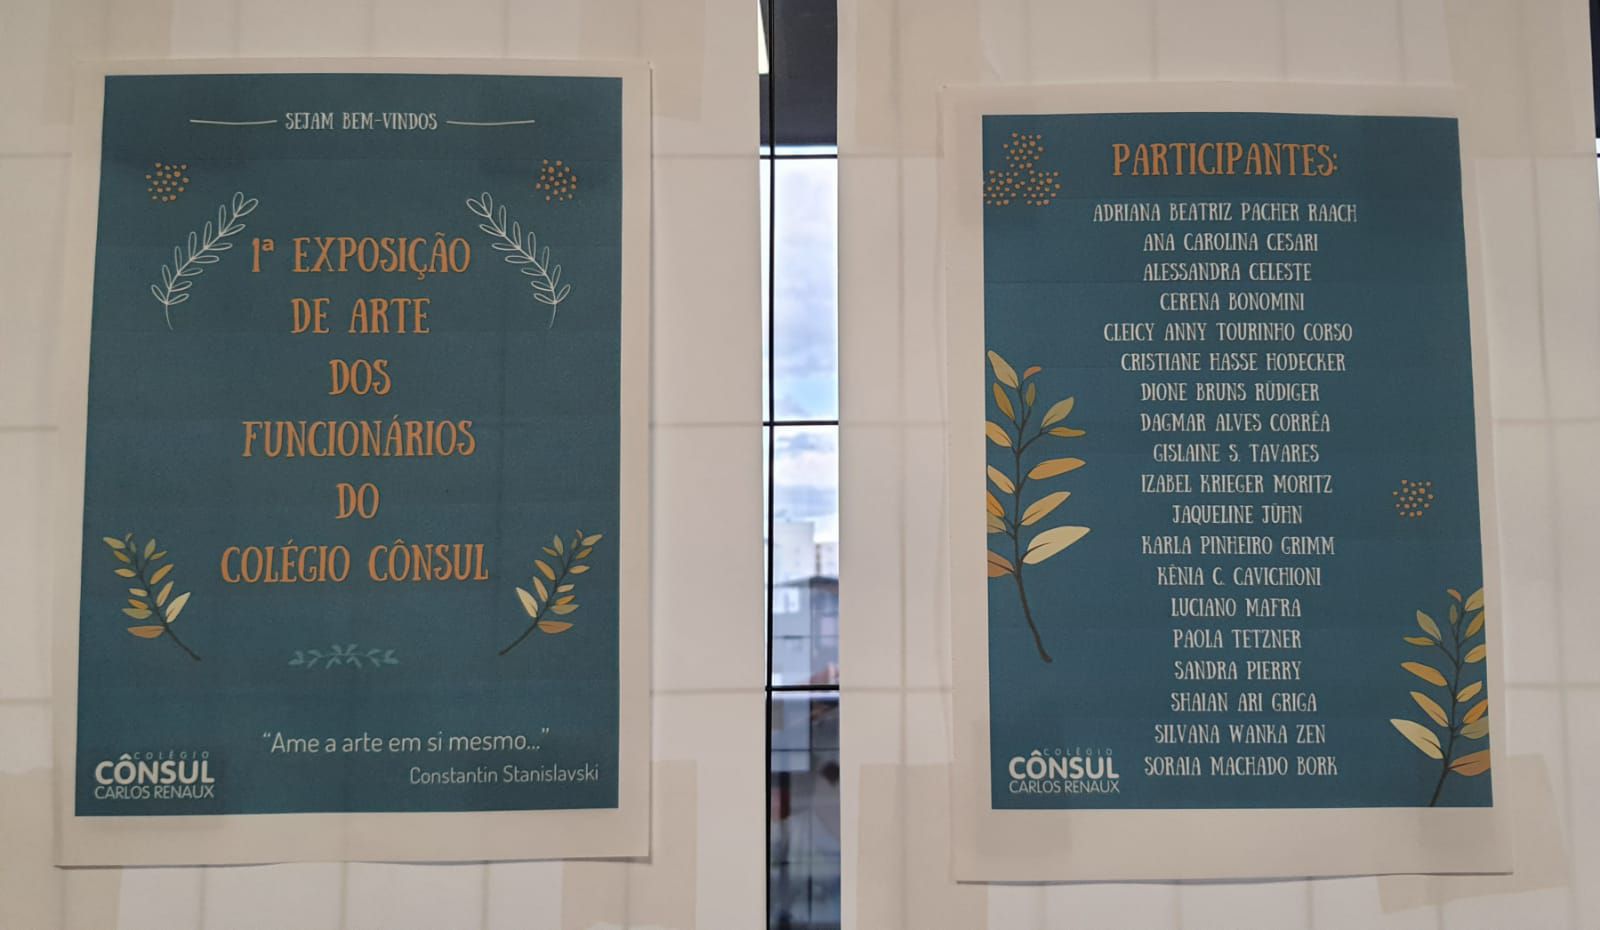 SEJAM BEM-VINDOS
1ª EXPOSIÇÃO
DE ARTE
DOS
FUNCIONÁRIOS
DO
COLÉGIO CÔNSUL
"Ame a arte em si mesmo..."
Constantin Stanislavski
COLÉGIO
CÔNSUL
CARLOS RENAUX
PARTICIPANTES:
ADRIANA BEATRIZ PACHER RAACH
ANA CAROLINA CESARI
ALESSANDRA CELESTE
CERENA BONOMINI
CLEICY ANNY TOURINHO CORSO
CRISTIANE HASSE HODECKER
DIONE BRUNS RÜDIGER
DAGMAR ALVES CORRÊA
GISLAINE S. TAVARES
IZABEL KRIEGER MORITZ
JAQUELINE JÜHN
KARLA PINHEIRO GRIMM
KÊNIA C. CAVICHIONI
LUCIANO MAFRA
PAOLA TETZNER
SANDRA PIERRY
SHAIAN ARI GRIGA
SILVANA WANKA ZEN
SORAIA MACHADO BORK
COLÉGIO
CÔNSUL
CARLOS RENAUX